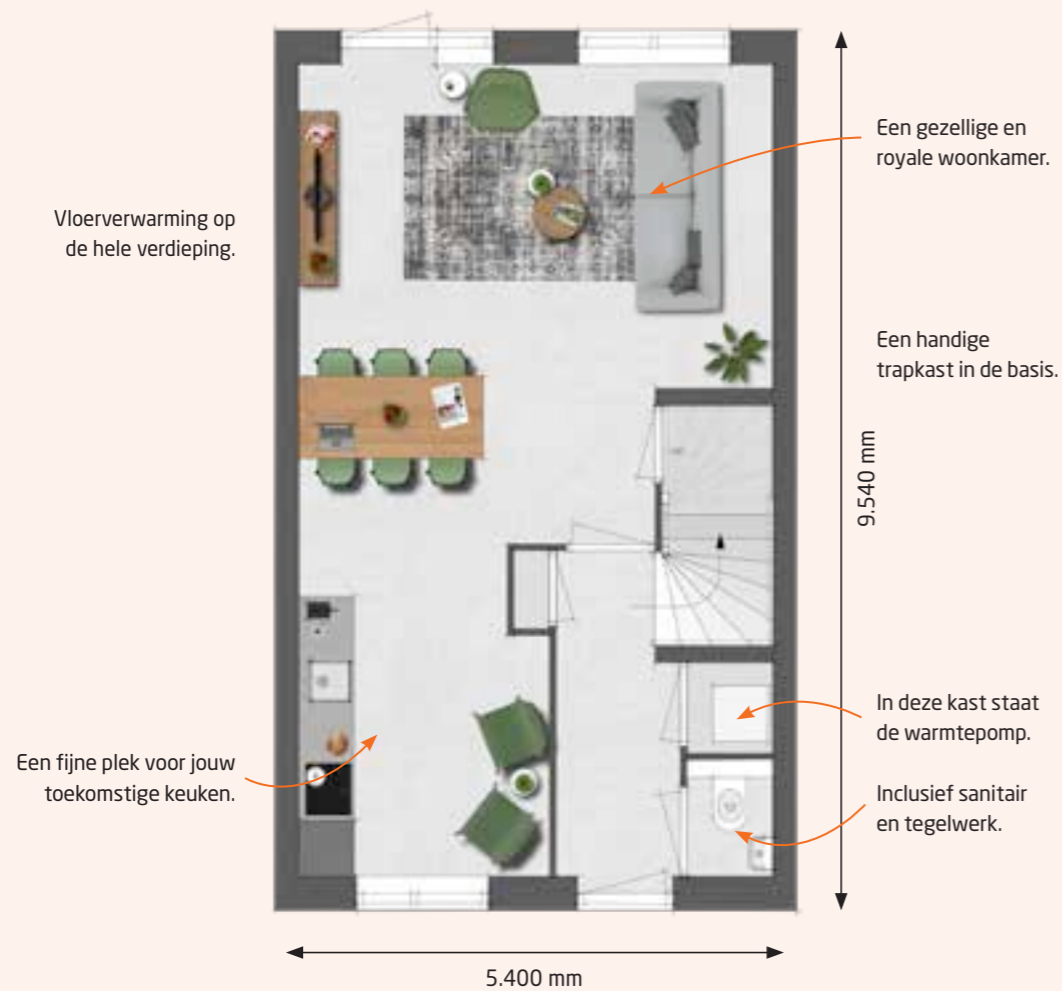 Een gezellige en
royale woonkamer.
Vloerverwarming op
de hele verdieping.
Een handige
trapkast in de basis.
9.540 mm
In deze kast staat
de warmtepomp.
Een fijne plek voor jouw
toekomstige keuken.
Inclusief sanitair
en tegelwerk.
5.400 mm